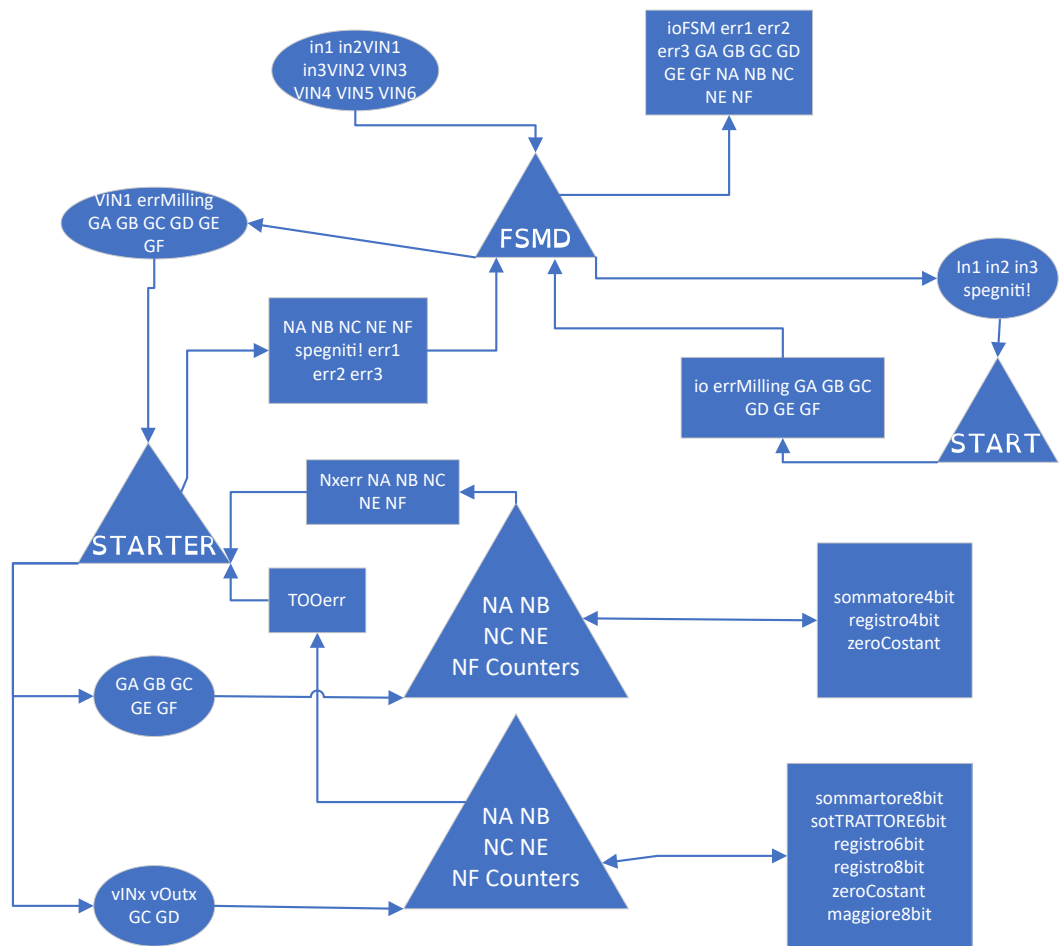 in1 in2VIN1
in3VIN2 VIN3
VIN4 VIN5 VIN6
ioFSM err1 err2
err3 GA GB GC GD
GE GF NA NB NC
NE NF
VIN1 errMilling
GA GB GC GD GE
GF
FSMD
In1 in2 in3
spegniti!
NA NB NC NE NF
spegniti! err1
err2 err3
io errMilling GA GB GC
GD GE GF
START
STARTER
Nxerr NA NB NC
NE NF
TOOerr
NA NB
NC NE
NF Counters
sommatore4bit
registro4bit
zeroCostant
GA GB GC
GE GF
NA NB
NC NE
NF Counters
sommartore8bit
sotTRATTORE6bit
registro6bit
registro8bit
zeroCostant
maggiore8bit
vINx vOutx
GC GD